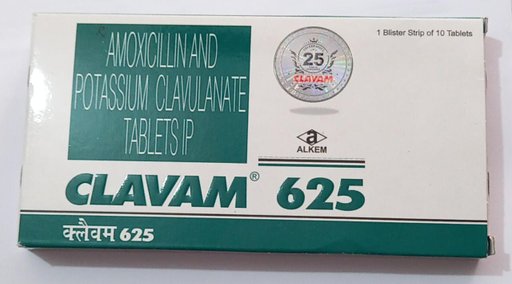 1 Blister Strip of 10 Tablets
AMOXICILLIN AND
POTASSIUM CLAVULANATE
TABLETS IP
25
CLAVAM
a
ALKEM
CLAVAM® 625
क्लैवम 625